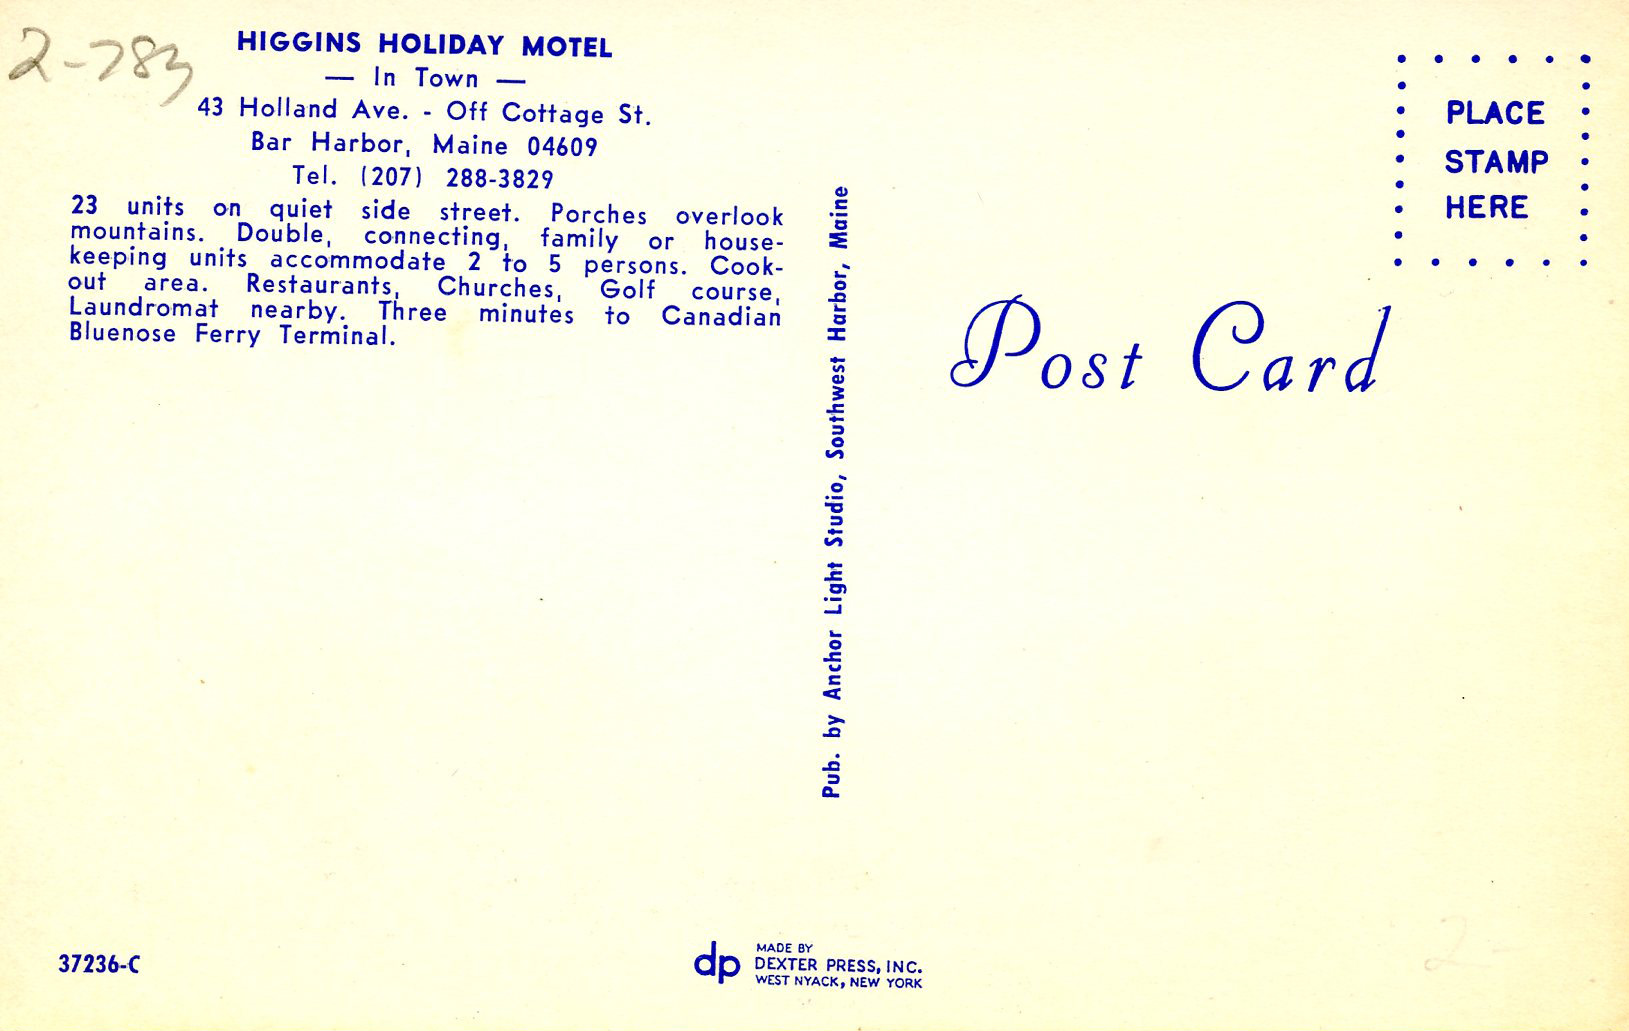 2-783
HIGGINS HOLIDAY MOTEL
— In Town —
43 Holland Ave. - Off Cottage St.
Bar Harbor, Maine 04609
Tel. (207) 288-3829
23 units on quiet side street. Porches overlook
mountains. Double, connecting, family or house-
keeping units accommodate 2 to 5 persons. Cook-
out area. Restaurants, Churches, Golf course,
Laundromat nearby. Three minutes to Canadian
Bluenose Ferry Terminal.
Pub. by Anchor Light Studio, Southwest Harbor, Maine
PLACE
STAMP
HERE
Post Card
37236-C
dp
MADE BY
DEXTER PRESS, INC.
WEST NYACK, NEW YORK